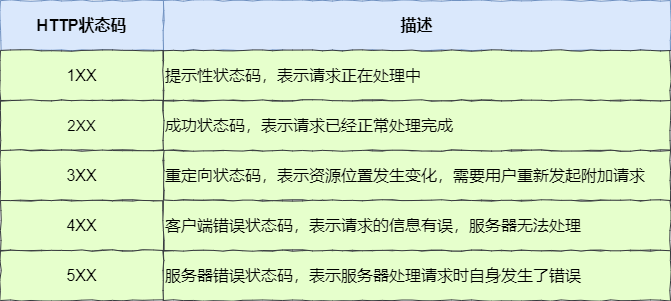 HTTP状态码 描述
1XX 提示性状态码，表示请求正在处理中
2XX 成功状态码，表示请求已经正常处理完成
3XX 重定向状态码，表示资源位置发生变化，需要用户重新发起附加请求
4XX 客户端错误状态码，表示请求的信息有误，服务器无法处理
5XX 服务器错误状态码，表示服务器处理请求时自身发生了错误